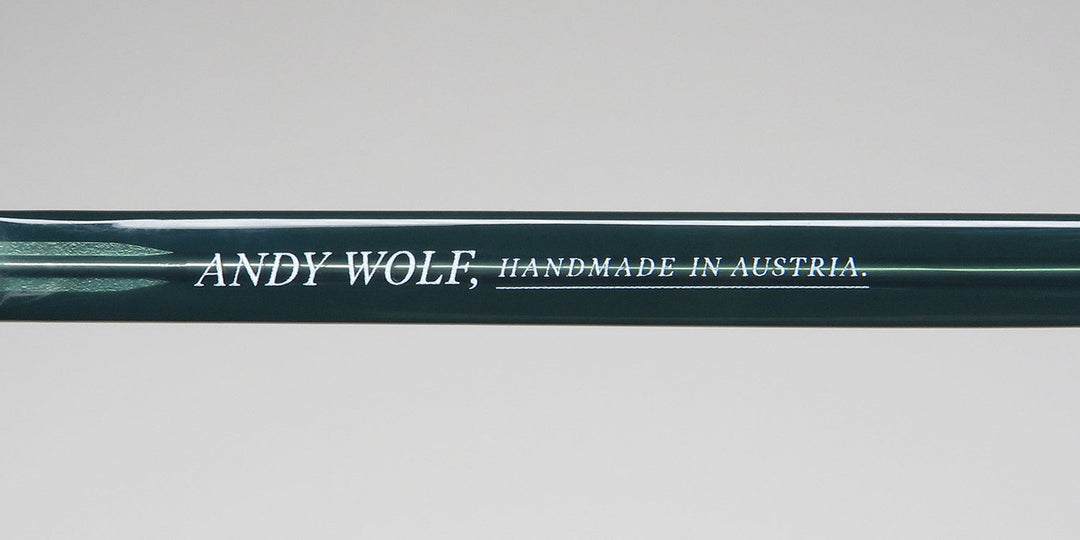 ANDY WOLF, HANDMADE IN AUSTRIA.